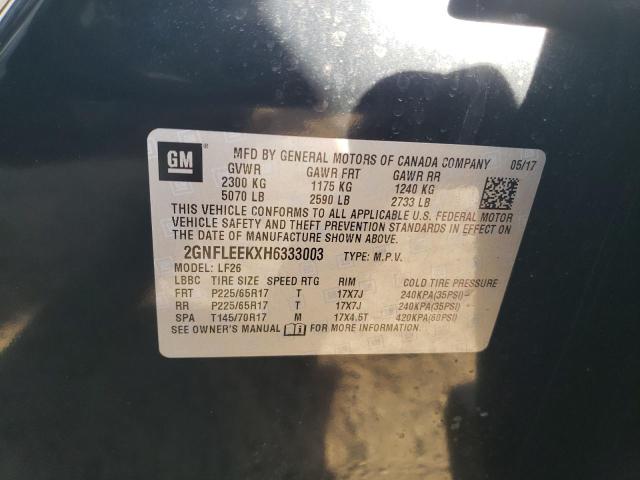 GM MFD BY GENERAL MOTORS OF CANADA COMPANY 05/17
GVWR GAWR FRT GAWR RR
2300 KG 1175 KG 1240 KG
5070 LB 2590 LB 2733 LB
THIS VEHICLE CONFORMS TO ALL APPLICABLE U.S. FEDERAL MOTOR
VEHICLE SAFETY AND THEFT PREVENTION STANDARDS IN EFFECT ON
THE DATE OF MANUFACTURE SHOWN ABOVE.
2GNFLEEKXH6333003 TYPE: M.P.V.
MODEL: LF26
LBBC TIRE SIZE SPEED RTG RIM COLD TIRE PRESSURE
FRT P225/65R17 T 17X7J 240KPA(35PSI)
RR P225/65R17 T 17X7J 240KPA(35PSI)
SPA T145/70R17 M 17X4.5T 420KPA(60PSI)
SEE OWNER'S MANUAL FOR MORE INFORMATION.